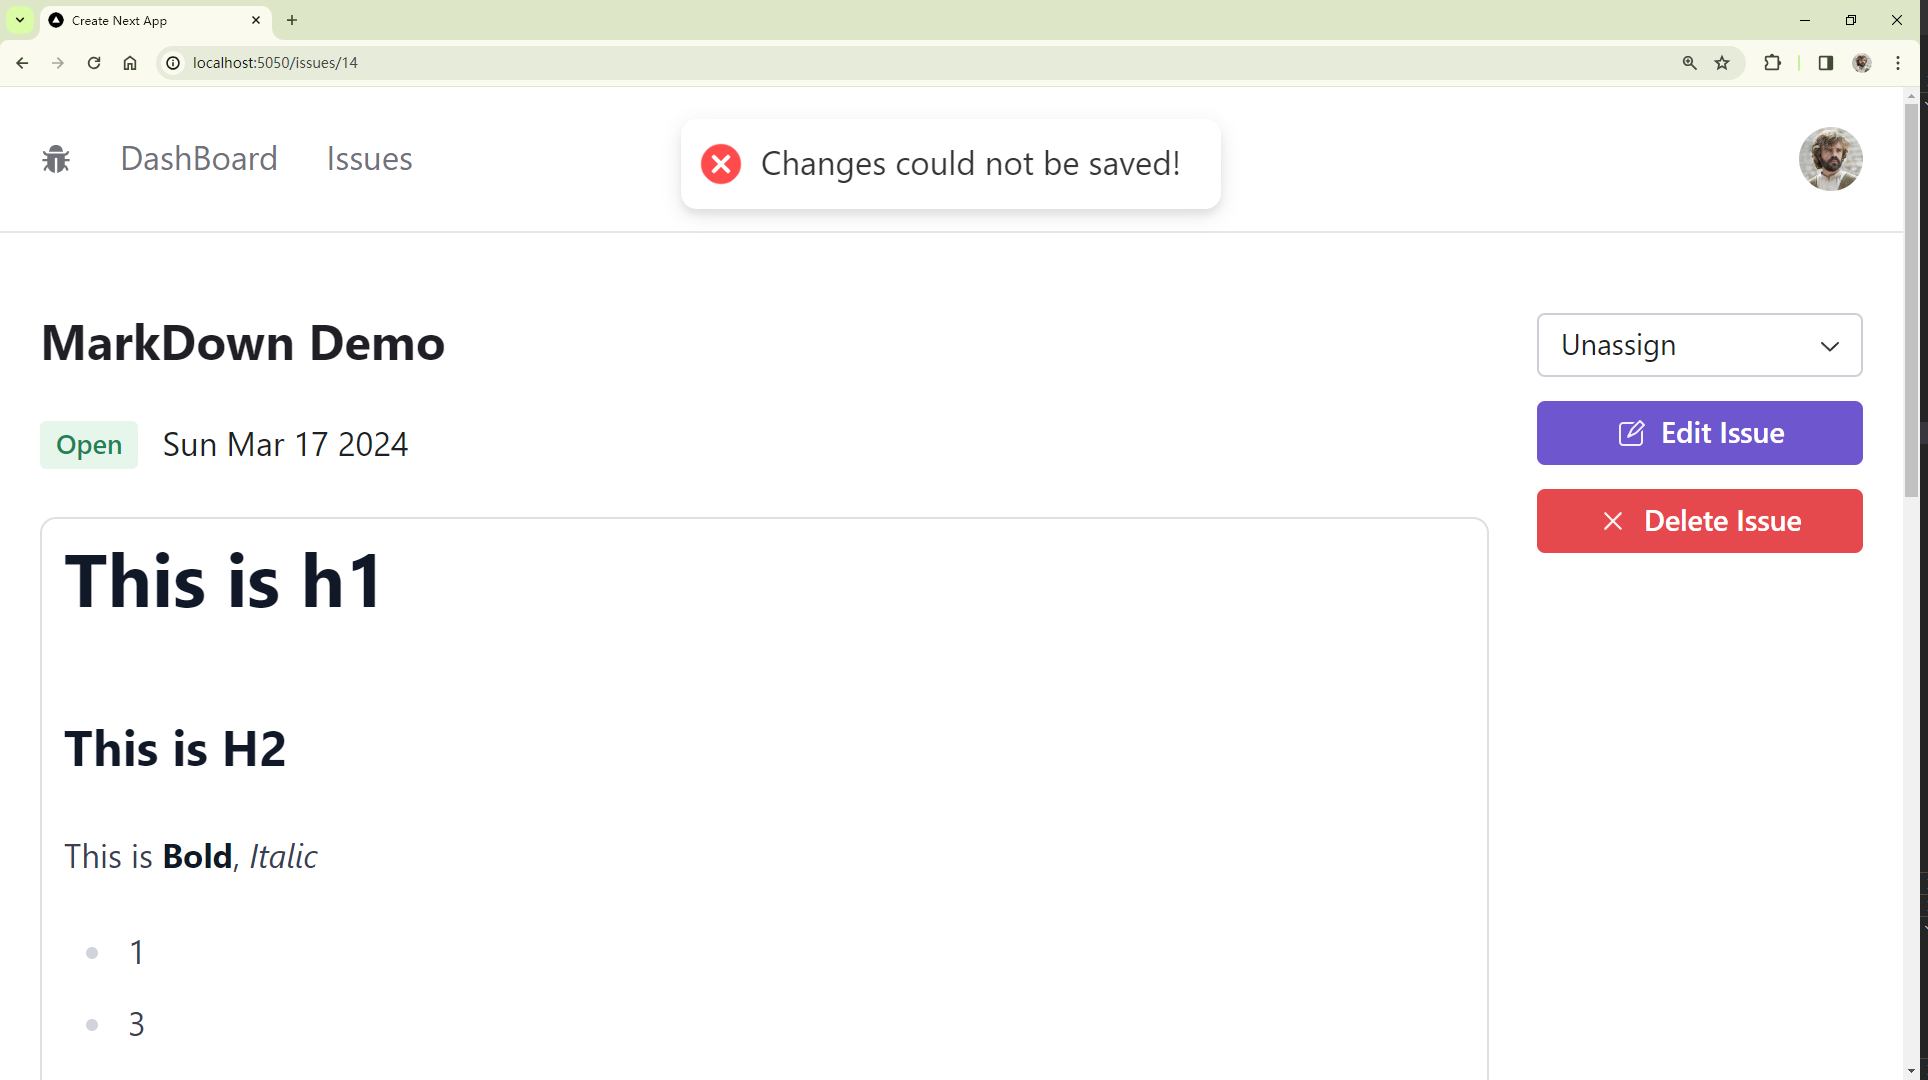 Create Next App
localhost:5050/issues/14
DashBoard Issues
Changes could not be saved!
MarkDown Demo
Unassign
Open Sun Mar 17 2024
Edit Issue
Delete Issue
This is h1
This is H2
This is Bold, Italic
1
3